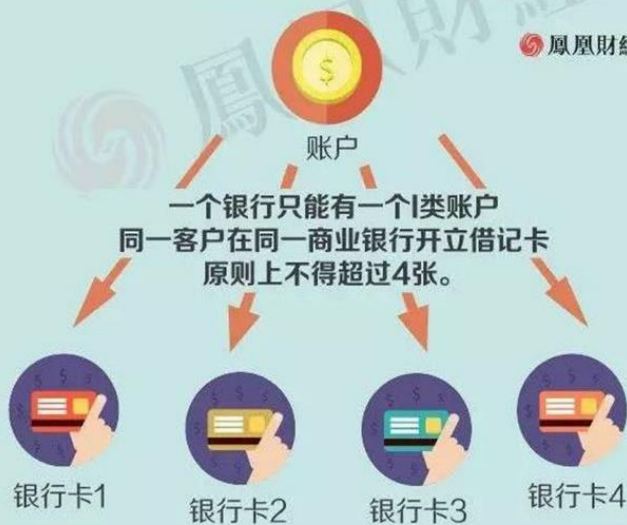 鳳凰財經
账户
一个银行只能有一个I类账户
同一客户在同一商业银行开立借记卡
原则上不得超过4张。
银行卡1
银行卡2
银行卡3
银行卡4